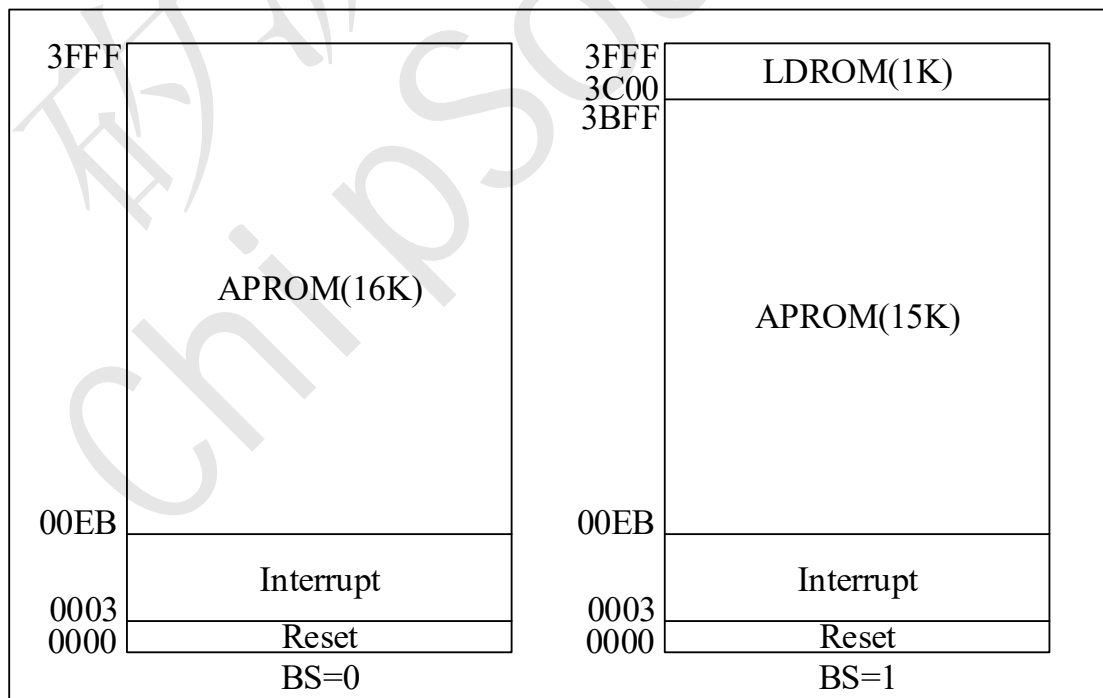 3FFF
APROM(16K)
00EB
Interrupt
0003
0000
Reset
BS=0
3FFF
LDROM(1K)
3C00
3BFF
APROM(15K)
00EB
Interrupt
0003
0000
Reset
BS=1